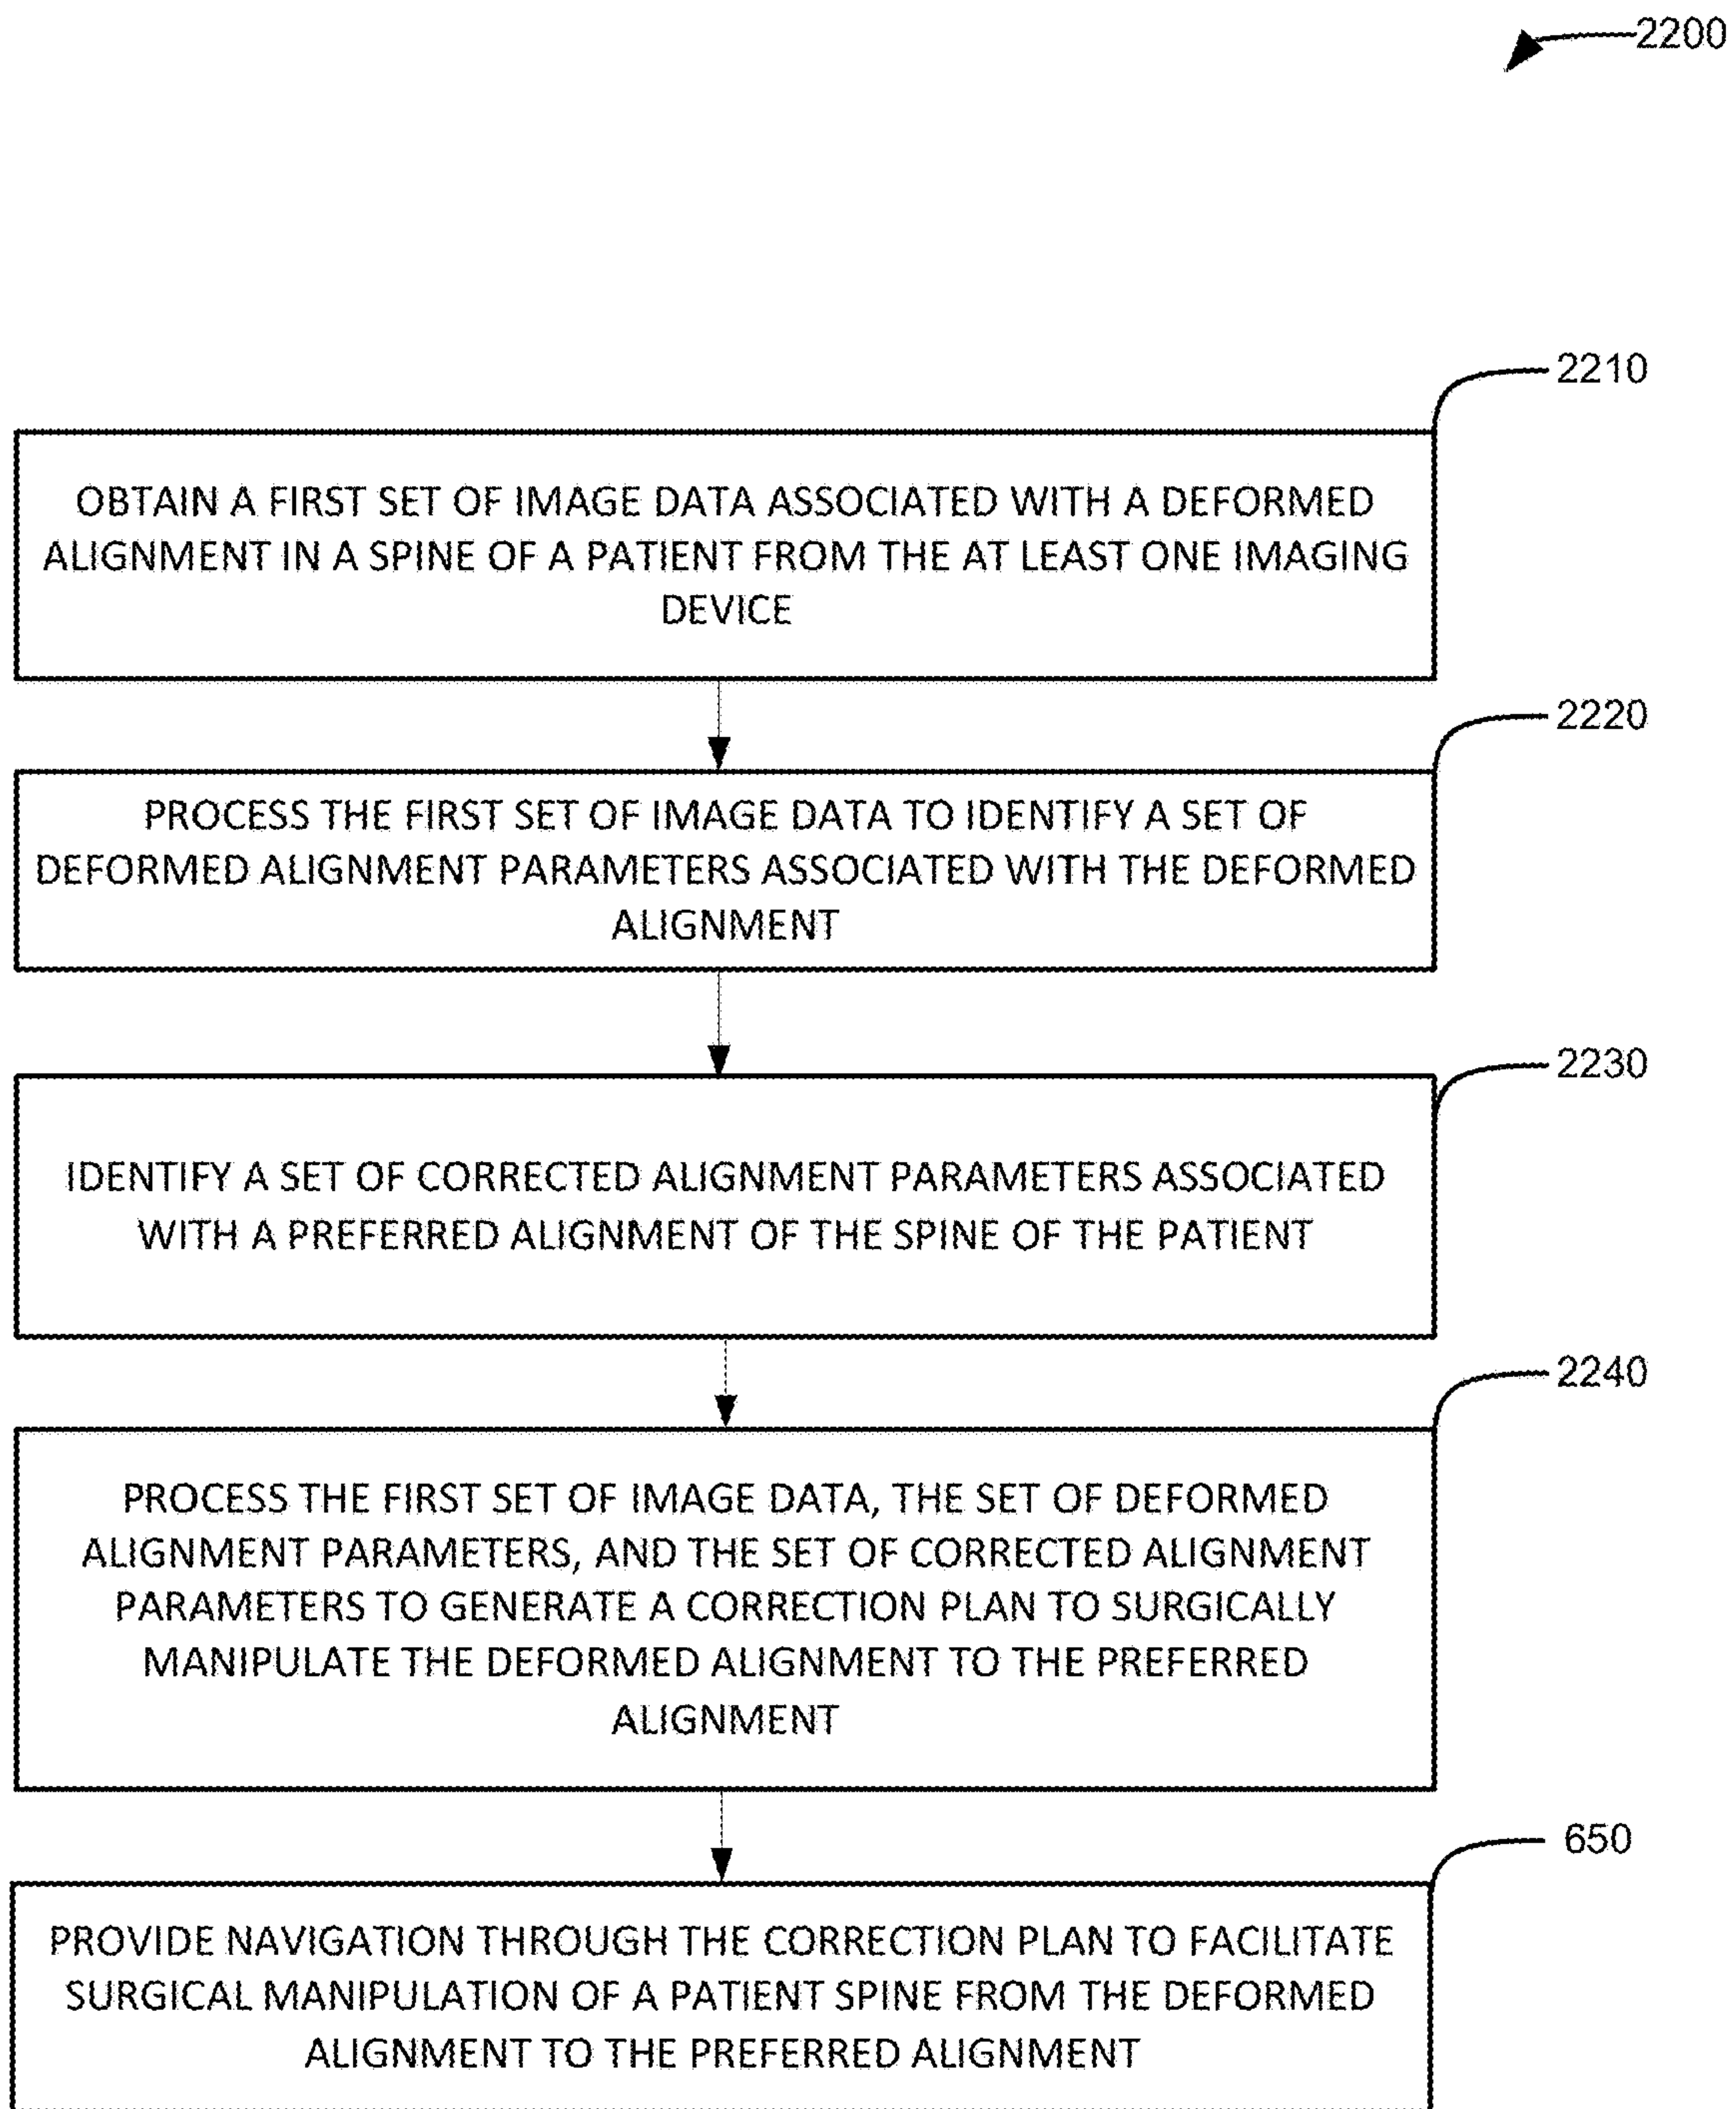 2200
2210
OBTAIN A FIRST SET OF IMAGE DATA ASSOCIATED WITH A DEFORMED
ALIGNMENT IN A SPINE OF A PATIENT FROM THE AT LEAST ONE IMAGING
DEVICE
2220
PROCESS THE FIRST SET OF IMAGE DATA TO IDENTIFY A SET OF
DEFORMED ALIGNMENT PARAMETERS ASSOCIATED WITH THE DEFORMED
ALIGNMENT
2230
IDENTIFY A SET OF CORRECTED ALIGNMENT PARAMETERS ASSOCIATED
WITH A PREFERRED ALIGNMENT OF THE SPINE OF THE PATIENT
2240
PROCESS THE FIRST SET OF IMAGE DATA, THE SET OF DEFORMED
ALIGNMENT PARAMETERS, AND THE SET OF CORRECTED ALIGNMENT
PARAMETERS TO GENERATE A CORRECTION PLAN TO SURGICALLY
MANIPULATE THE DEFORMED ALIGNMENT TO THE PREFERRED
ALIGNMENT
650
PROVIDE NAVIGATION THROUGH THE CORRECTION PLAN TO FACILITATE
SURGICAL MANIPULATION OF A PATIENT SPINE FROM THE DEFORMED
ALIGNMENT TO THE PREFERRED ALIGNMENT